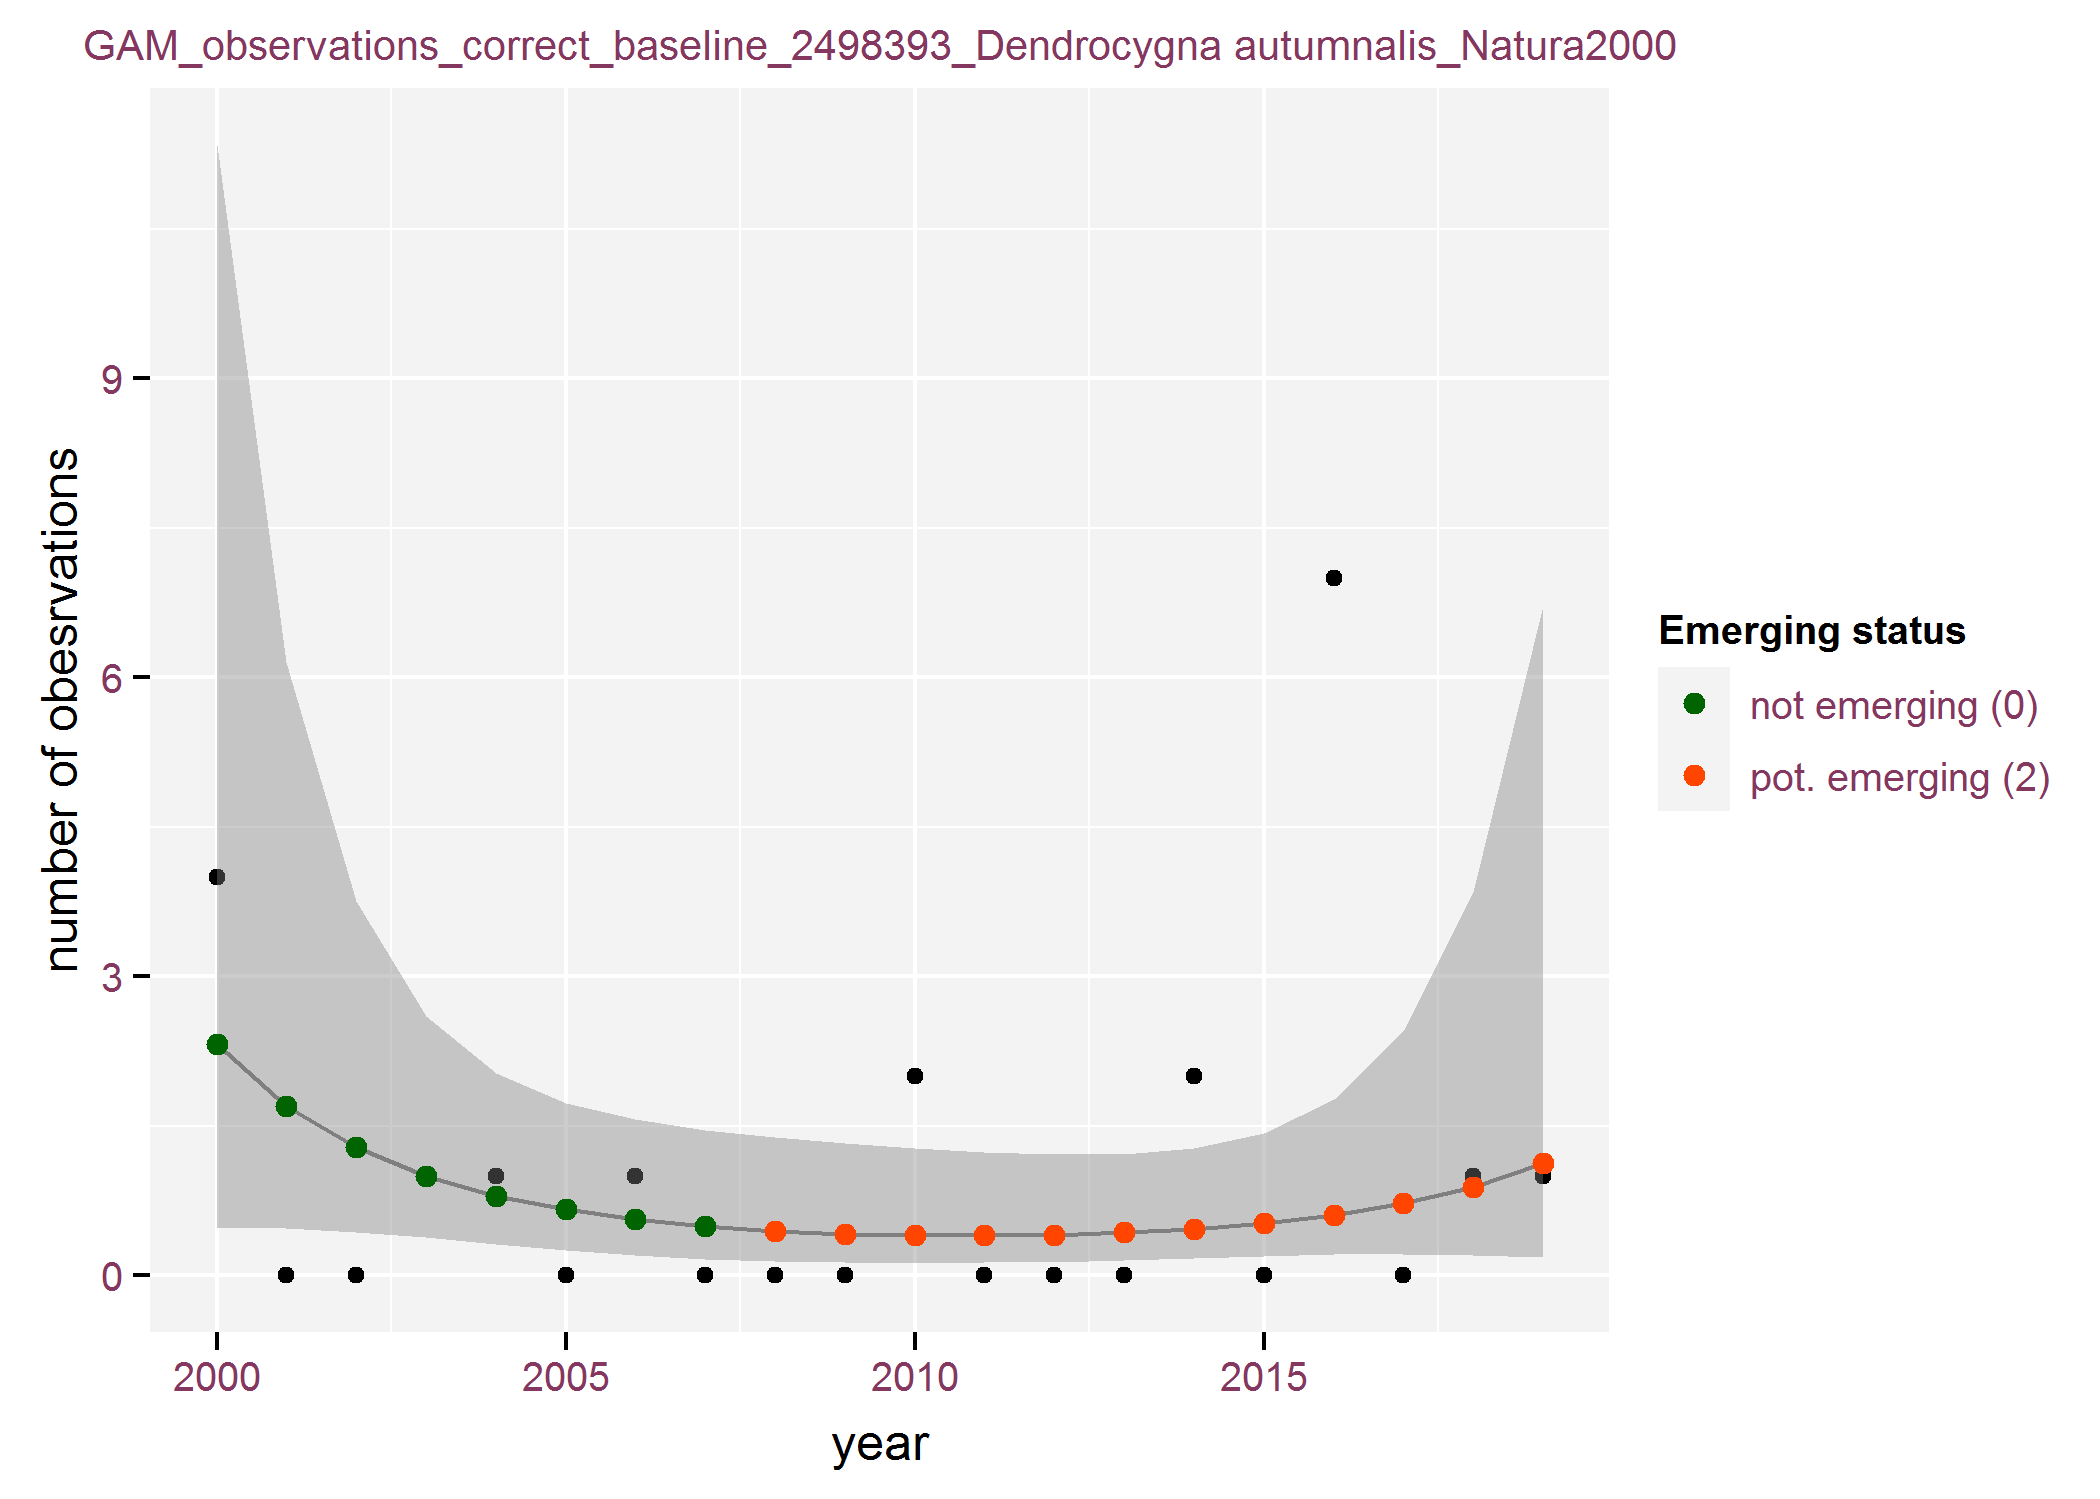 GAM_observations_correct_baseline_2498393_Dendrocygna autumnalis_Natura2000
number of obesrvations
9
6
3
0
2000 2005 2010 2015
year
Emerging status
not emerging (0)
pot. emerging (2)